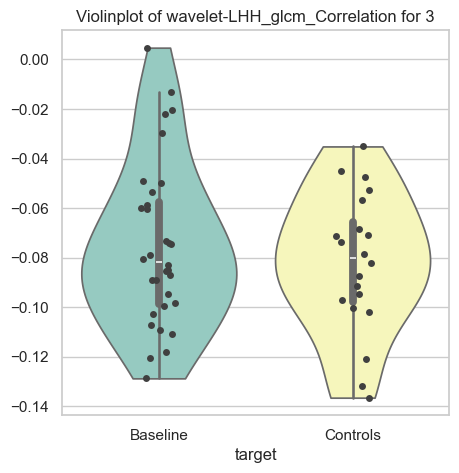 Violinplot of wavelet-LHH_glcm_Correlation for 3
0.00
−0.02
−0.04
−0.06
−0.08
−0.10
−0.12
−0.14
Baseline Controls
target